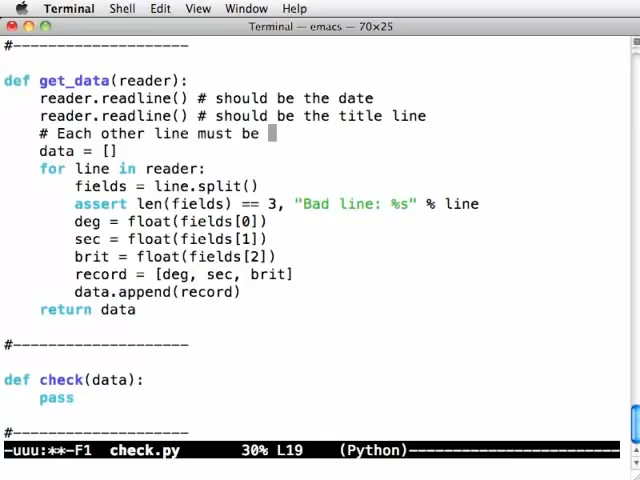 Terminal Shell Edit View Window Help
Terminal — emacs — 70×25
#--------------------
def get_data(reader):
    reader.readline() # should be the date
    reader.readline() # should be the title line
    # Each other line must be
    data = []
    for line in reader:
        fields = line.split()
        assert len(fields) == 3, "Bad line: %s" % line
        deg = float(fields[0])
        sec = float(fields[1])
        brit = float(fields[2])
        record = [deg, sec, brit]
        data.append(record)
    return data
#--------------------
def check(data):
    pass
#--------------------
-uuu:**-F1  check.py       30% L19    (Python)------------------------